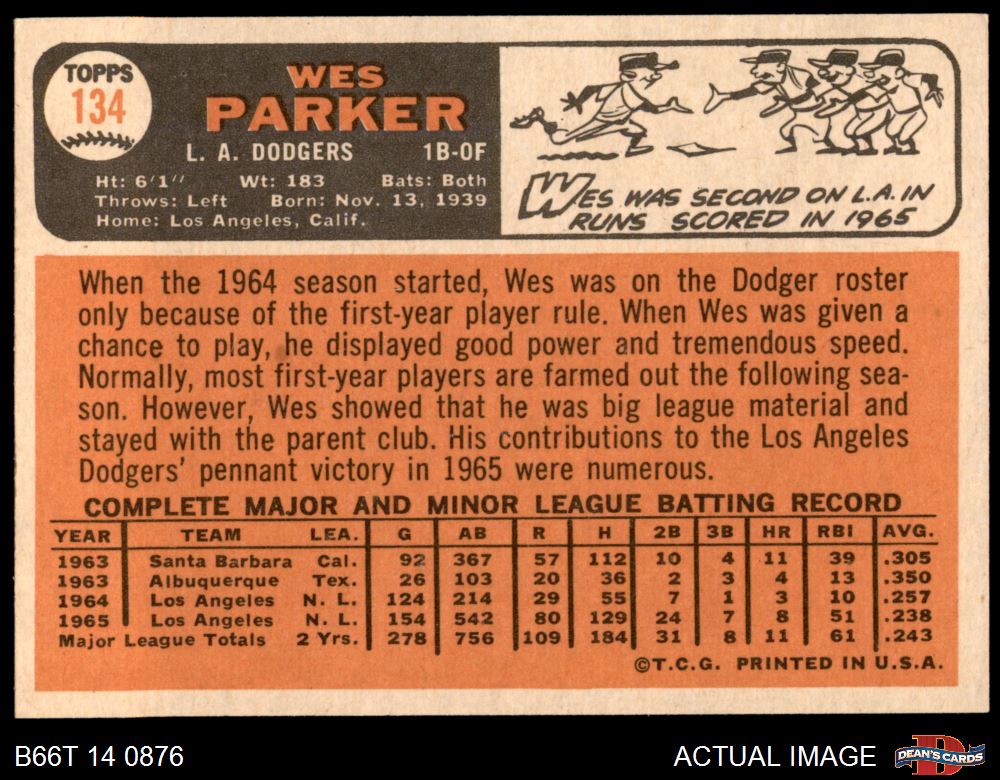 TOPPS
134
WES
PARKER
L. A. DODGERS 1B-OF
Ht: 6'1" Wt: 183 Bats: Both
Throws: Left Born: Nov. 13, 1939
Home: Los Angeles, Calif.
WES WAS SECOND ON L.A. IN
RUNS SCORED IN 1965
When the 1964 season started, Wes was on the Dodger roster
only because of the first-year player rule. When Wes was given a
chance to play, he displayed good power and tremendous speed.
Normally, most first-year players are farmed out the following sea-
son. However, Wes showed that he was big league material and
stayed with the parent club. His contributions to the Los Angeles
Dodgers' pennant victory in 1965 were numerous.
COMPLETE MAJOR AND MINOR LEAGUE BATTING RECORD
YEAR TEAM LEA. G AB R H 2B 3B HR RBI AVG.
1963 Santa Barbara Cal. 92 367 57 112 10 4 11 39 .305
1963 Albuquerque Tex. 26 103 20 36 2 3 4 13 .350
1964 Los Angeles N. L. 124 214 29 55 7 1 3 10 .257
1965 Los Angeles N. L. 154 542 80 129 24 7 8 51 .238
Major League Totals 2 Yrs. 278 756 109 184 31 8 11 61 .243
©T.C.G. PRINTED IN U.S.A.
B66T 14 0876
ACTUAL IMAGE
D
DEAN'S CARDS